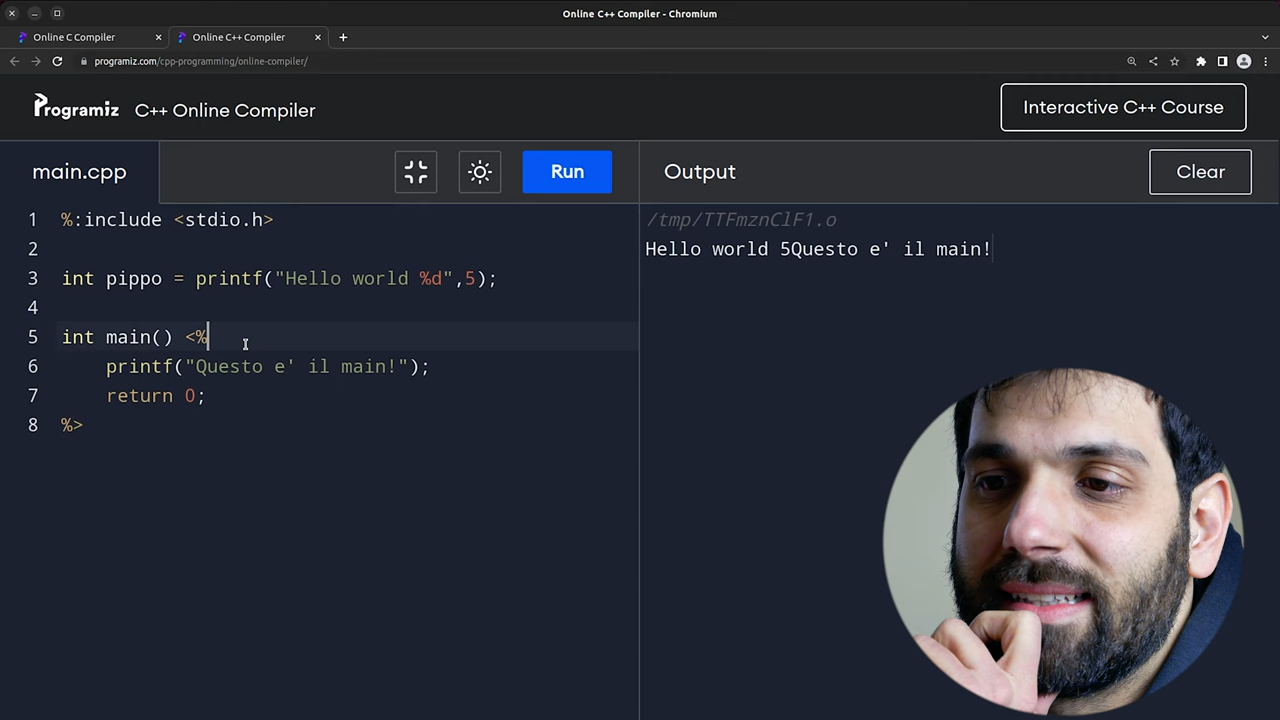 Online C++ Compiler - Chromium
Online C Compiler
Online C++ Compiler
programiz.com/cpp-programming/online-compiler/
Programiz C++ Online Compiler
Interactive C++ Course
main.cpp
Run
Output
Clear
1 %:include <stdio.h>
2
3 int pippo = printf("Hello world %d",5);
4
5 int main() <%
6 printf("Questo e' il main!");
7 return 0;
8 %>
/tmp/TTFmznClF1.o
Hello world 5Questo e' il main!